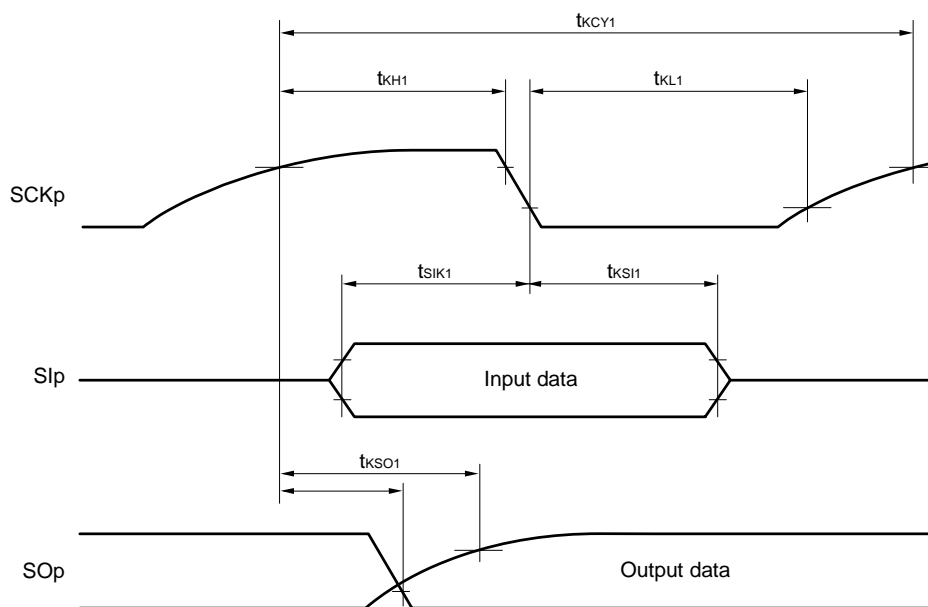 tKCY1
tKH1
tKL1
SCKp
tSIK1
tKSI1
SIp
Input data
tKSO1
SOp
Output data